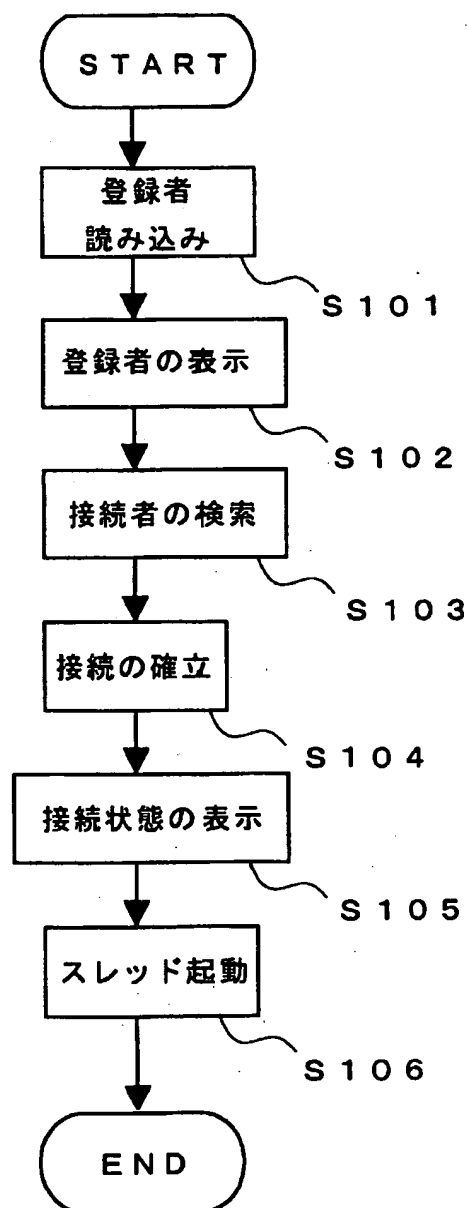 ＳＴＡＲＴ
登録者
読み込み
Ｓ１０１
登録者の表示
Ｓ１０２
接続者の検索
Ｓ１０３
接続の確立
Ｓ１０４
接続状態の表示
Ｓ１０５
スレッド起動
Ｓ１０６
ＥＮＤ